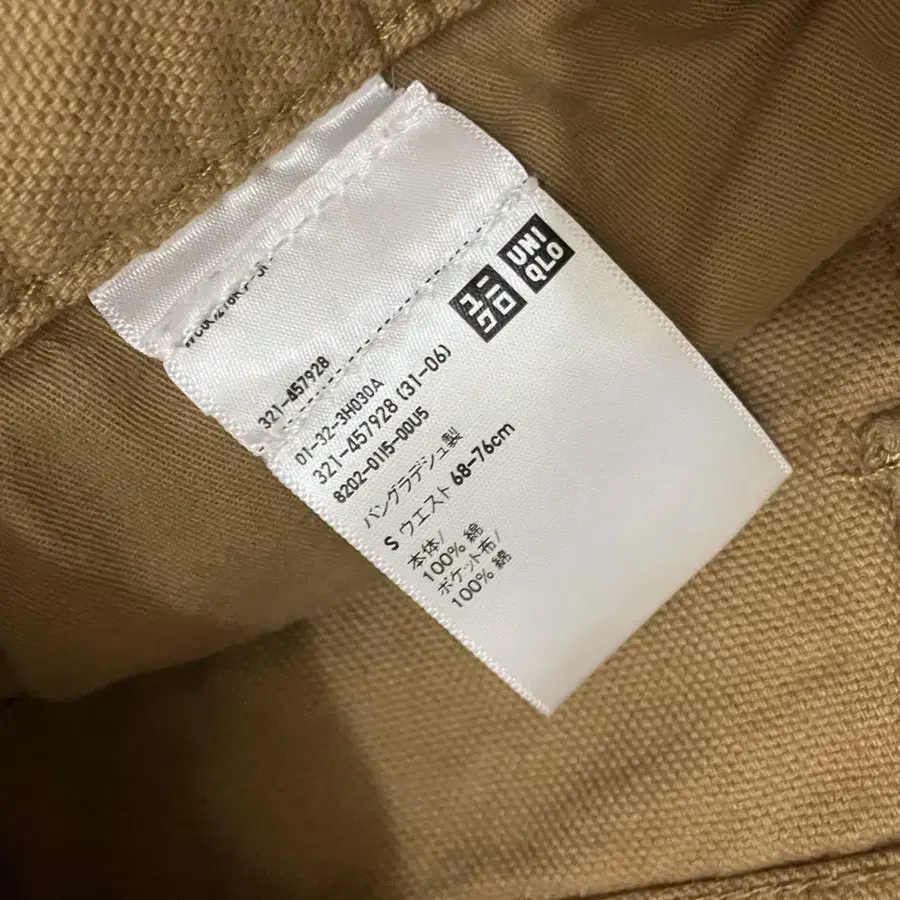 ユニクロ
UNIQLO
321-457928
01-32-3H030A
321-457928 (31-06)
8202-0115-00U5
バングラデシュ製
S ウエスト 68-76cm
本体/
100% 綿
ポケット布/
100% 綿